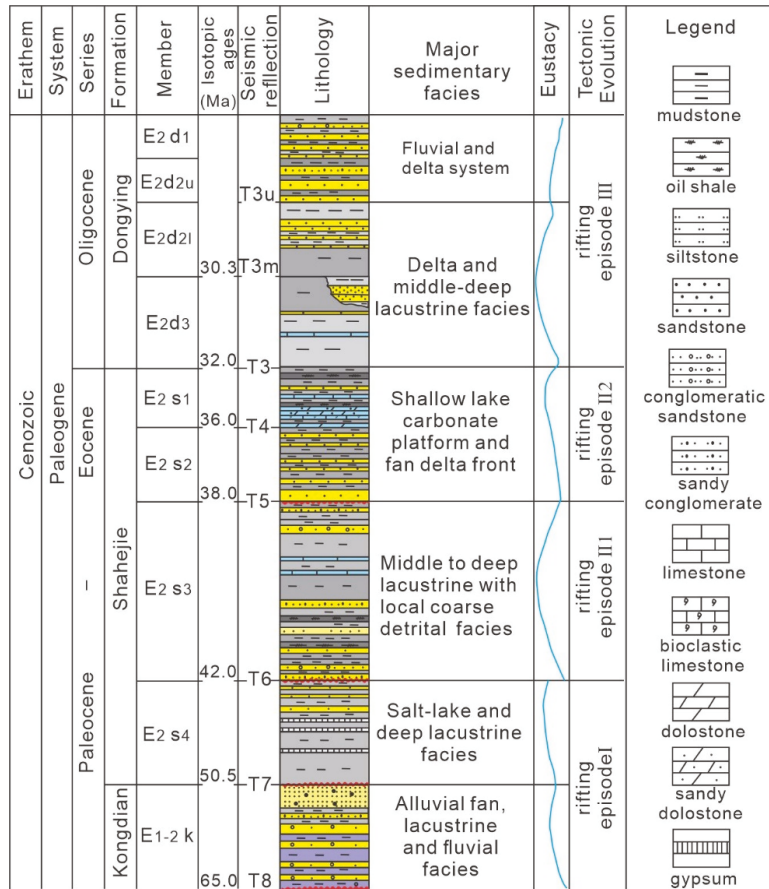 Erathem
System
Series
Formation
Member
Isotopic
ages
(Ma)
Seismic
refllection
Lithology
Major
sedimentary
facies
Eustacy
Tectonic
Evolution
Cenozoic
Paleogene
Oligocene
Eocene
–
Paleocene
Dongying
Shahejie
Kongdian
E2 d1
E2d2u
E2d2l
E2d3
E2 s1
E2 s2
E2 s3
E2 s4
E1-2 k
30.3
32.0
36.0
38.0
42.0
50.5
65.0
T3u
T3m
T3
T4
T5
T6
T7
T8
Fluvial and
delta system
Delta and
middle-deep
lacustrine facies
Shallow lake
carbonate
platform and
fan delta front
Middle to deep
lacustrine with
local coarse
detrital facies
Salt-lake and
deep lacustrine
facies
Alluvial fan,
lacustrine
and fluvial
facies
rifting
episode III
rifting
episode II2
rifting
episode II1
rifting
episodeI
Legend
mudstone
oil shale
siltstone
sandstone
conglomeratic
sandstone
sandy
conglomerate
limestone
bioclastic
limestone
dolostone
sandy
dolostone
gypsum